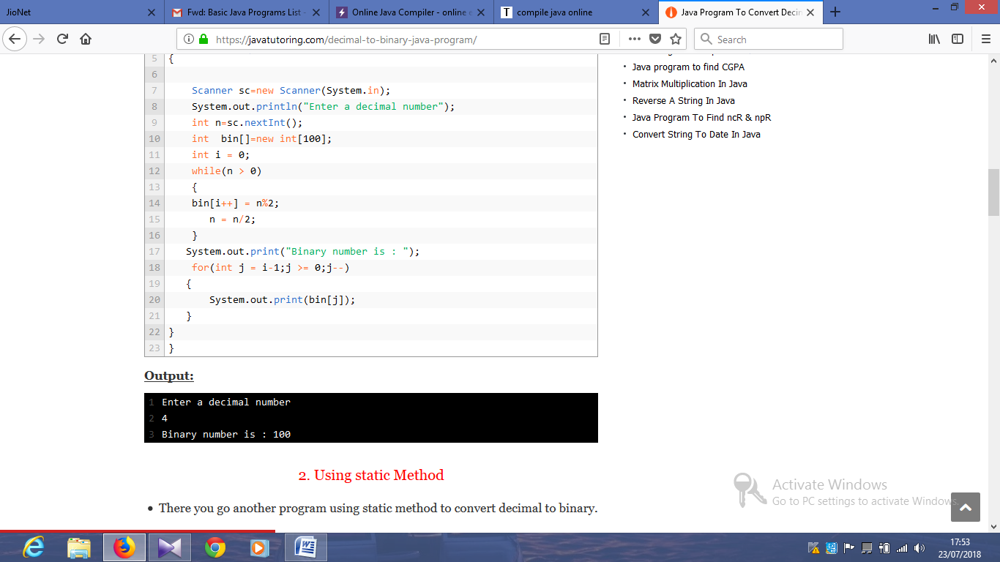 JioNet
Fwd: Basic Java Programs List -
Online Java Compiler - online e
T compile java online
Java Program To Convert Decim
https://javatutoring.com/decimal-to-binary-java-program/
Search
5 {
6
7 Scanner sc=new Scanner(System.in);
8 System.out.println("Enter a decimal number");
9 int n=sc.nextInt();
10 int  bin[]=new int[100];
11 int i = 0;
12 while(n > 0)
13 {
14 bin[i++] = n%2;
15 n = n/2;
16 }
17 System.out.print("Binary number is : ");
18 for(int j = i-1;j >= 0;j--)
19 {
20 System.out.print(bin[j]);
21 }
22 }
23 }
Output:
1 Enter a decimal number
2 4
3 Binary number is : 100
2. Using static Method
• There you go another program using static method to convert decimal to binary.
• Java program to find CGPA
• Matrix Multiplication In Java
• Reverse A String In Java
• Java Program To Find ncR & npR
• Convert String To Date In Java
Activate Windows
Go to PC settings to activate Windows.
17:53
23/07/2018